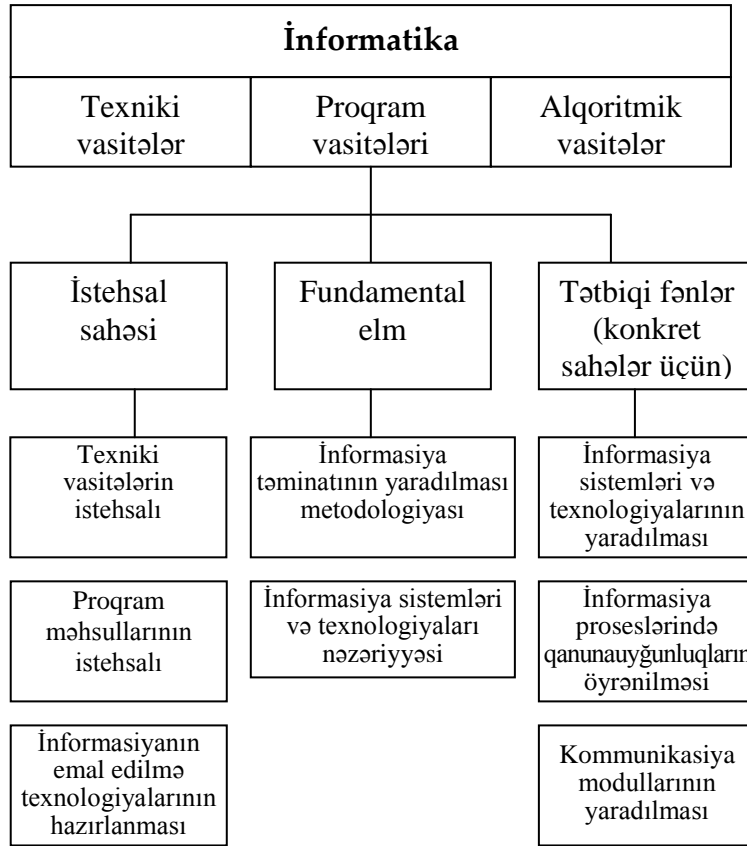 İnformatika
Texniki
vasitələr
Proqram
vasitələri
Alqoritmik
vasitələr
İstehsal
sahəsi
Fundamental
elm
Tətbiqi fənlər
(konkret
sahələr üçün)
Texniki
vasitələrin
istehsalı
İnformasiya
təminatının yaradılması
metodologiyası
İnformasiya
sistemləri və
texnologiyalarının
yaradılması
Proqram
məhsullarının
istehsalı
İnformasiya sistemləri
və texnologiyaları
nəzəriyyəsi
İnformasiya
proseslərində
qanunauyğunluqların
öyrənilməsi
İnformasiyanın
emal edilmə
texnologiyalarının
hazırlanması
Kommunikasiya
modullarının
yaradılması